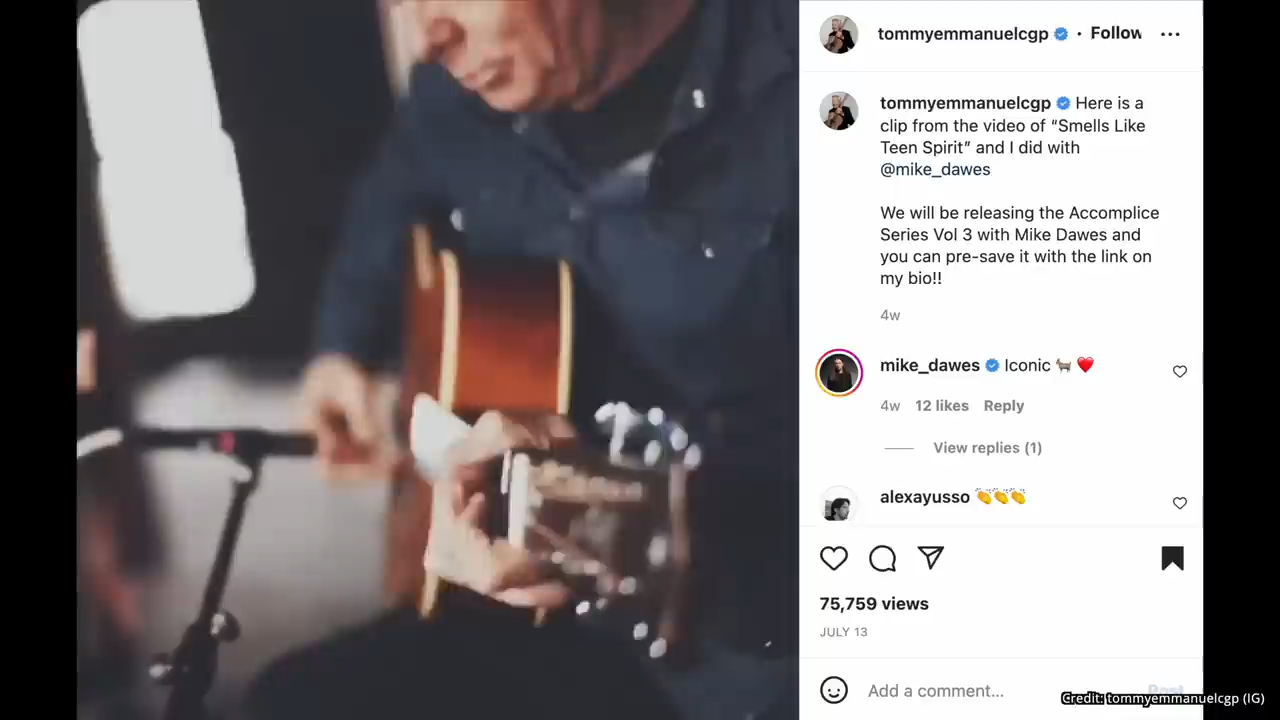 tommyemmanuelcgp • Follow
tommyemmanuelcgp Here is a
clip from the video of “Smells Like
Teen Spirit” and I did with
@mike_dawes
We will be releasing the Accomplice
Series Vol 3 with Mike Dawes and
you can pre-save it with the link on
my bio!!
4w
mike_dawes Iconic 🐐 ❤️
4w 12 likes Reply
View replies (1)
alexayusso 👏👏👏
75,759 views
JULY 13
Add a comment... Post
Credit: tommyemmanuelcgp (IG)